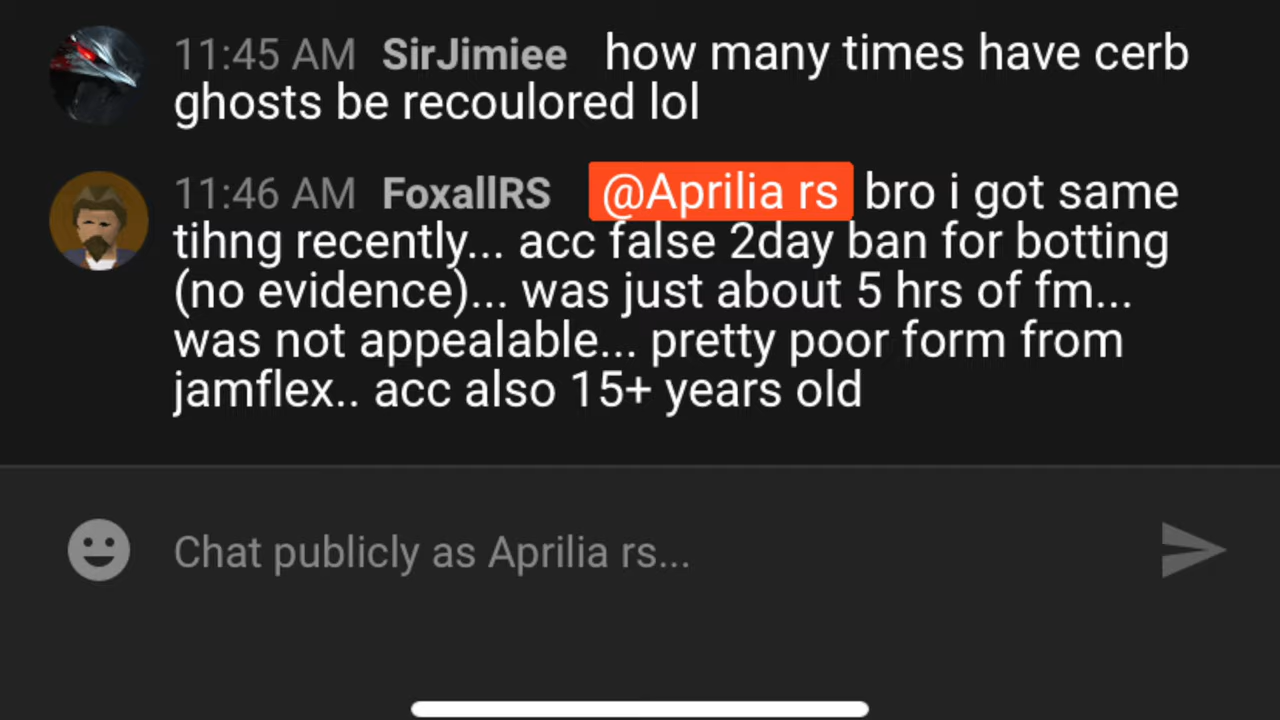 11:45 AM SirJimiee how many times have cerb
ghosts be recoulored lol
11:46 AM FoxallRS @Aprilia rs bro i got same
tihng recently... acc false 2day ban for botting
(no evidence)... was just about 5 hrs of fm...
was not appealable... pretty poor form from
jamflex.. acc also 15+ years old
Chat publicly as Aprilia rs...